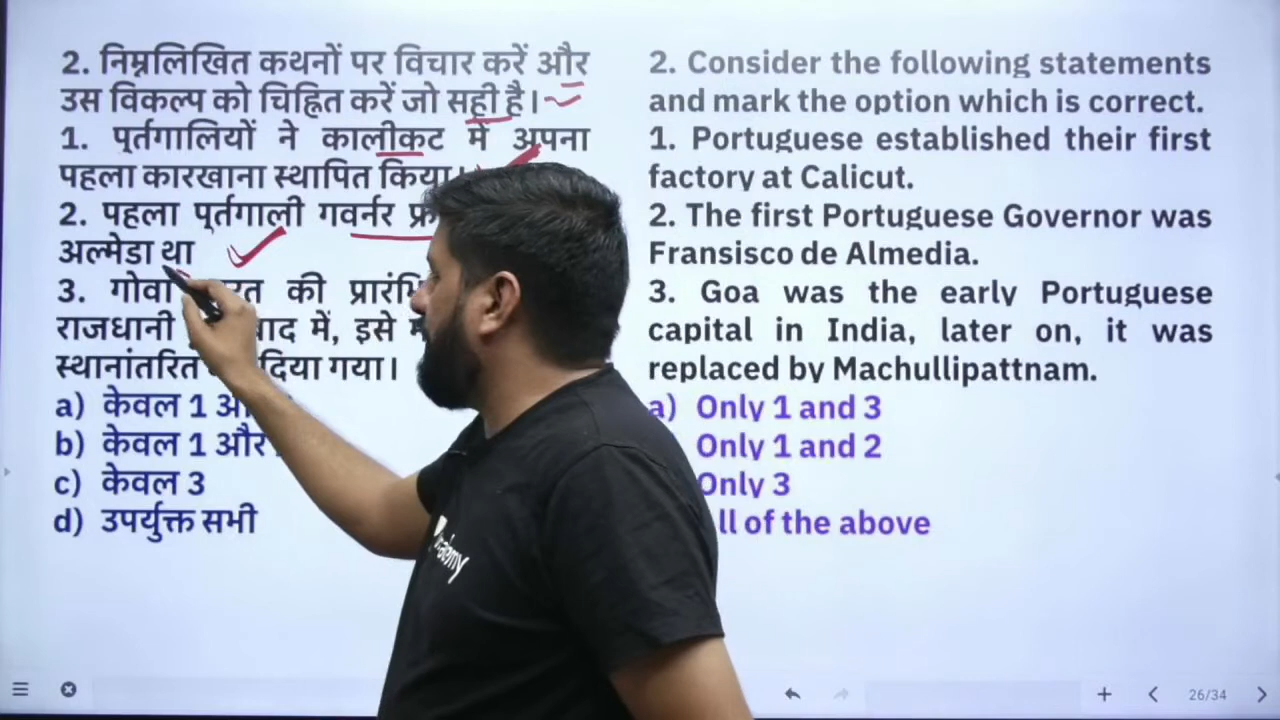 2. निम्नलिखित कथनों पर विचार करें और
उस विकल्प को चिह्नित करें जो सही है।
1. पुर्तगालियों ने कालीकट में अपना
पहला कारखाना स्थापित किया।
2. पहला पुर्तगाली गवर्नर
अल्मेडा था
3. गोवा की
राजधानी में, इसे
स्थानांतरित दिया गया।
a) केवल 1
b) केवल 1 और
c) केवल 3
d) उपर्युक्त सभी
2. Consider the following statements
and mark the option which is correct.
1. Portuguese established their first
factory at Calicut.
2. The first Portuguese Governor was
Fransisco de Almedia.
3. Goa was the early Portuguese
capital in India, later on, it was
replaced by Machullipattnam.
a) Only 1 and 3
Only 1 and 2
Only 3
of the above
26/34